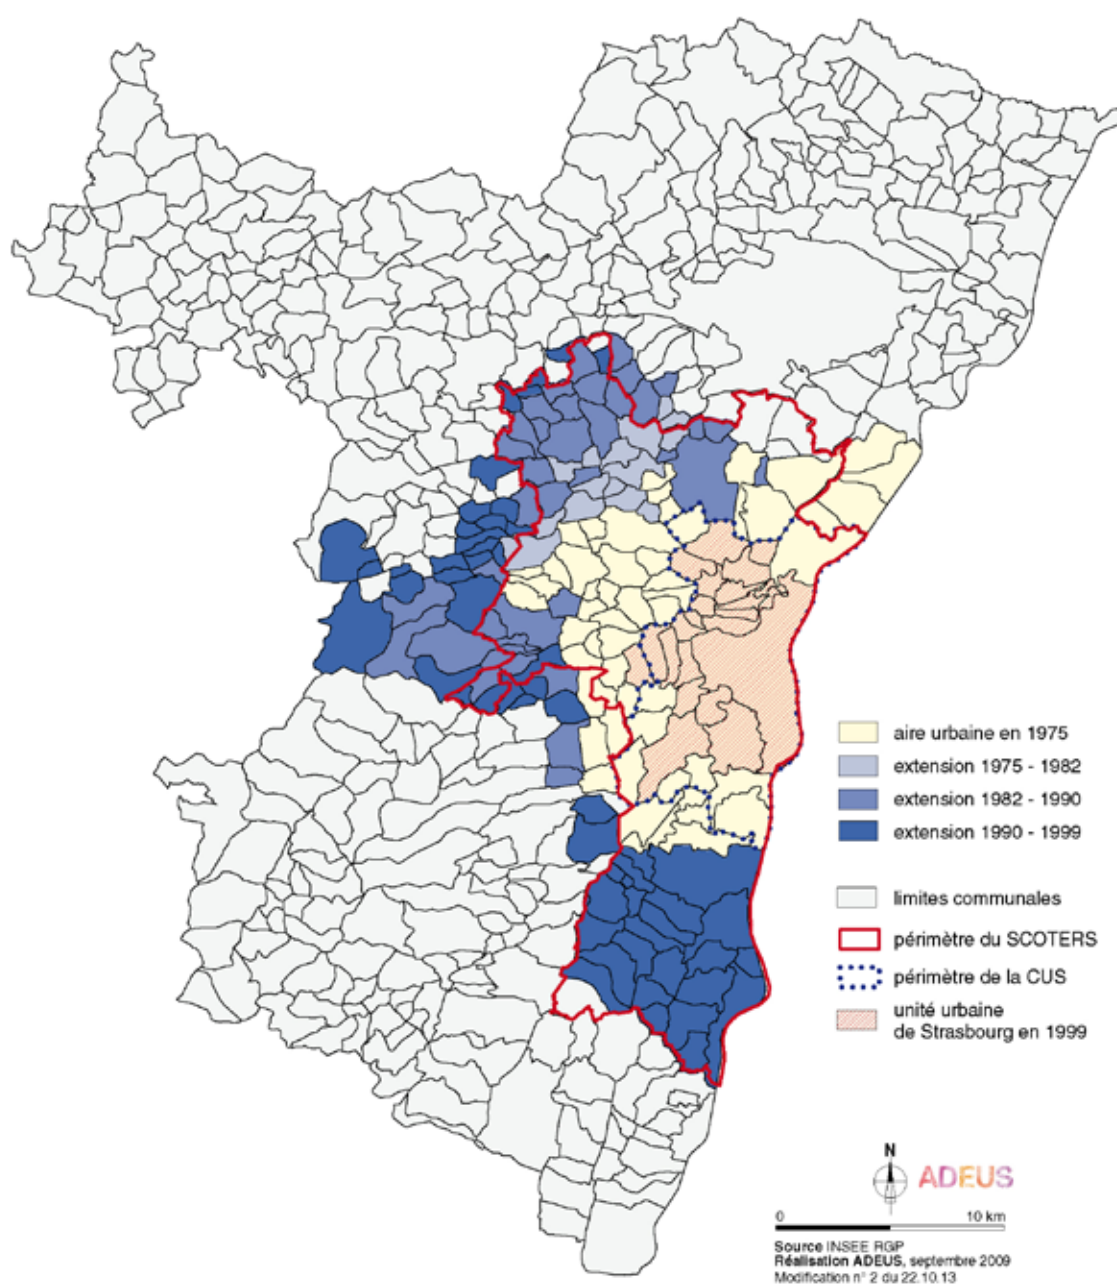 aire urbaine en 1975
extension 1975 - 1982
extension 1982 - 1990
extension 1990 - 1999
limites communales
périmètre du SCOTERS
périmètre de la CUS
unité urbaine
de Strasbourg en 1999
N
ADEUS
0 10 km
Source INSEE RGP
Réalisation ADEUS, septembre 2009
Modification n° 2 du 22.10.13